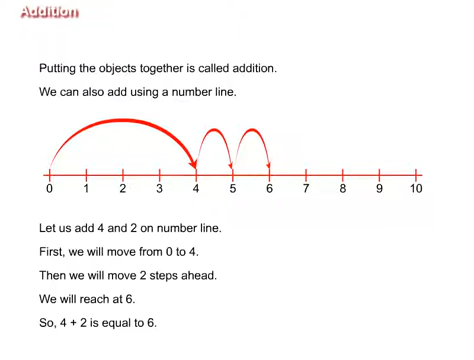 Addition
Putting the objects together is called addition.
We can also add using a number line.
0 1 2 3 4 5 6 7 8 9 10
Let us add 4 and 2 on number line.
First, we will move from 0 to 4.
Then we will move 2 steps ahead.
We will reach at 6.
So, 4 + 2 is equal to 6.